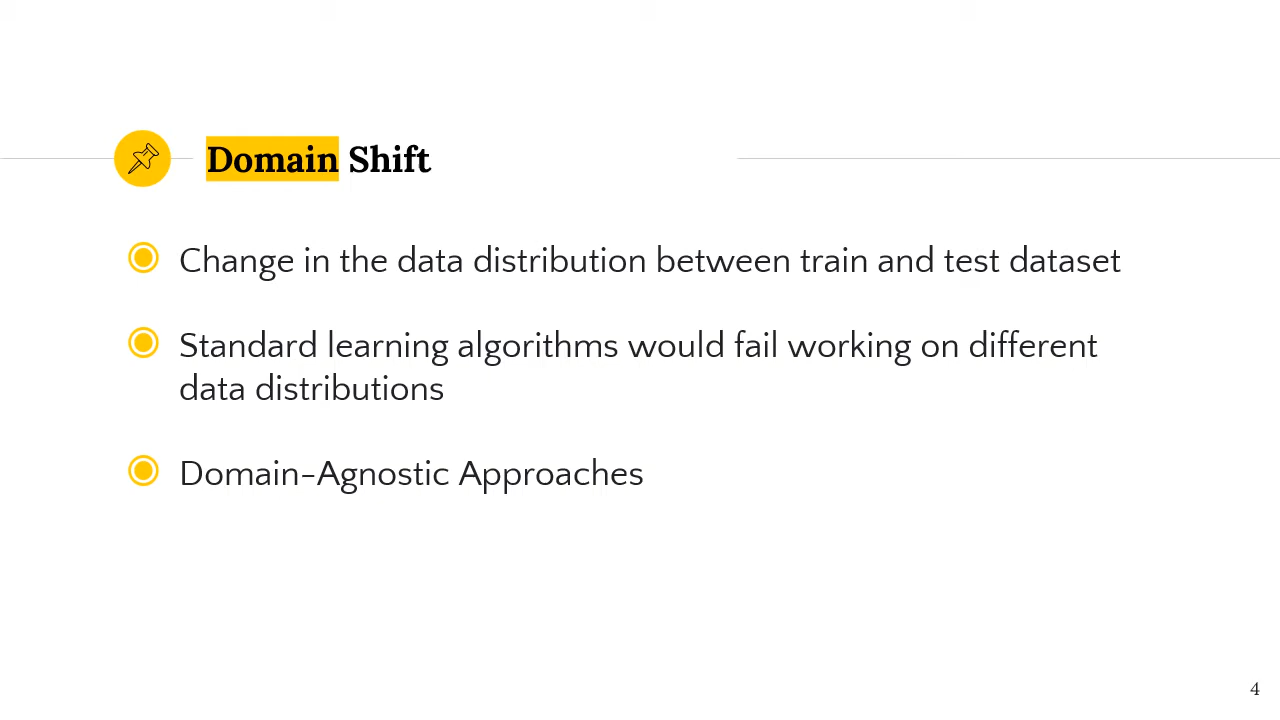 Domain Shift
Change in the data distribution between train and test dataset
Standard learning algorithms would fail working on different
data distributions
Domain-Agnostic Approaches
4